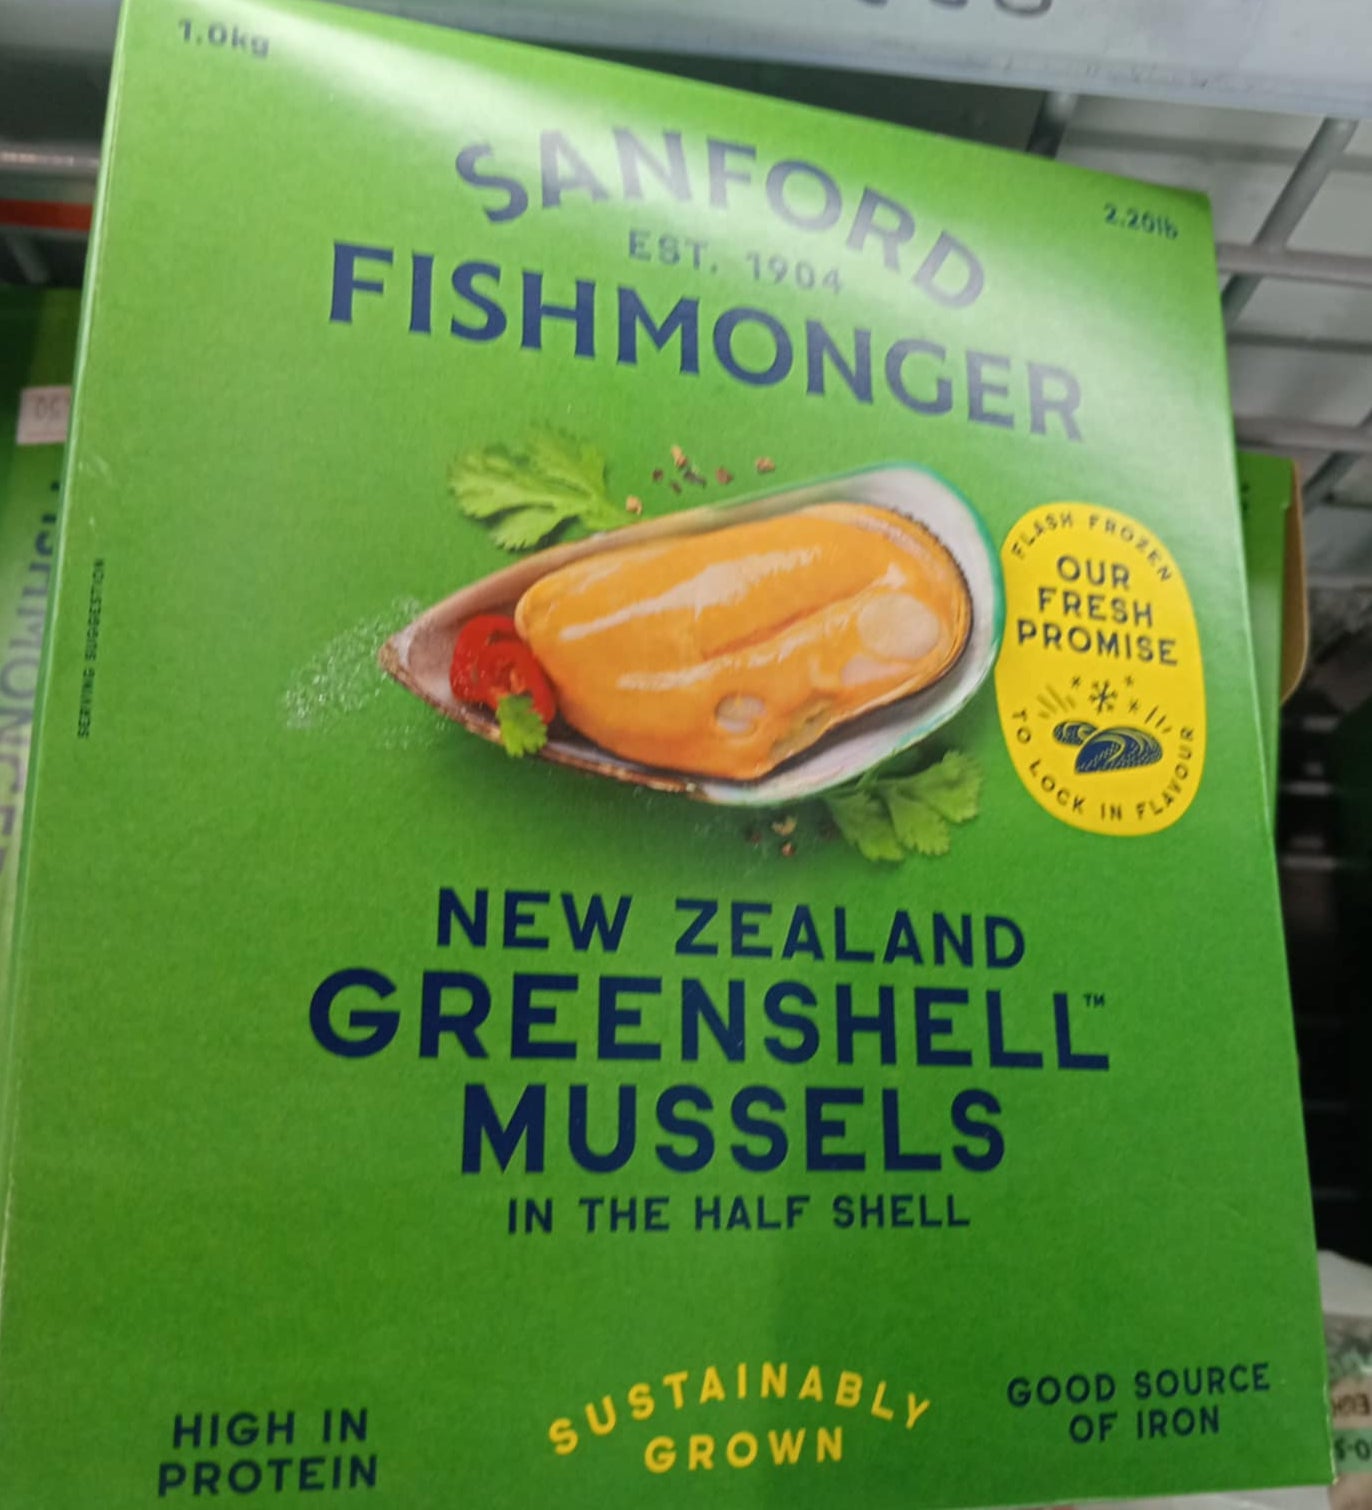 1.0kg
2.20lb
SANFORD
EST. 1904
FISHMONGER
SERVING SUGGESTION
FLASH FROZEN
OUR
FRESH
PROMISE
TO LOCK IN FLAVOUR
NEW ZEALAND
GREENSHELL™
MUSSELS
IN THE HALF SHELL
HIGH IN
PROTEIN
SUSTAINABLY
GROWN
GOOD SOURCE
OF IRON